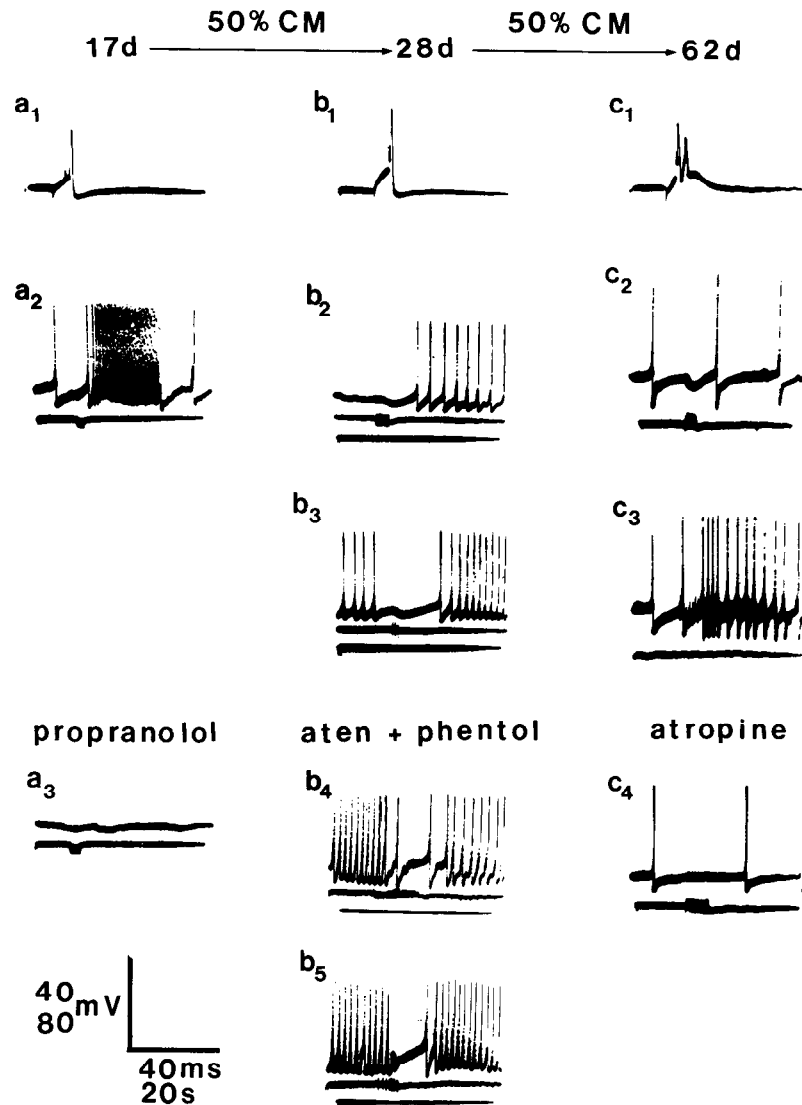 50% CM 50% CM
17d 28d 62d
a1 b1 c1
a2 b2 c2
b3 c3
propranolol aten + phentol atropine
a3 b4 c4
b5
40
80 mV
40ms
20s